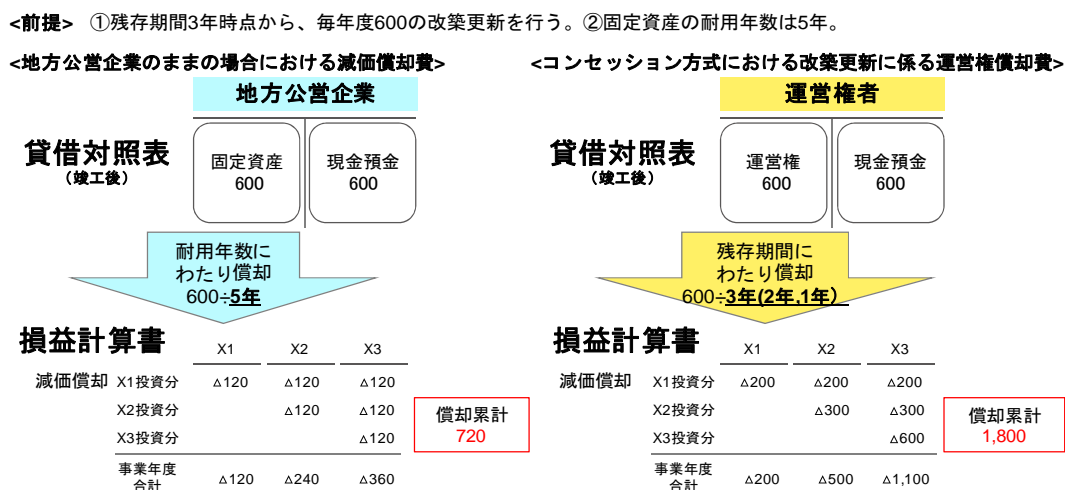 <前提> ①残存期間3年時点から、毎年度600の改築更新を行う。②固定資産の耐用年数は5年。
<地方公営企業のままの場合における減価償却費>
地方公営企業
貸借対照表
（竣工後）
固定資産
600
現金預金
600
耐用年数に
わたり償却
600÷5年
損益計算書
X1 X2 X3
減価償却 X1投資分 △120 △120 △120
X2投資分 △120 △120
X3投資分 △120
事業年度
合計 △120 △240 △360
償却累計
720
<コンセッション方式における改築更新に係る運営権償却費>
運営権者
貸借対照表
（竣工後）
運営権
600
現金預金
600
残存期間に
わたり償却
600÷3年(2年,1年）
損益計算書
X1 X2 X3
減価償却 X1投資分 △200 △200 △200
X2投資分 △300 △300
X3投資分 △600
事業年度
合計 △200 △500 △1,100
償却累計
1,800